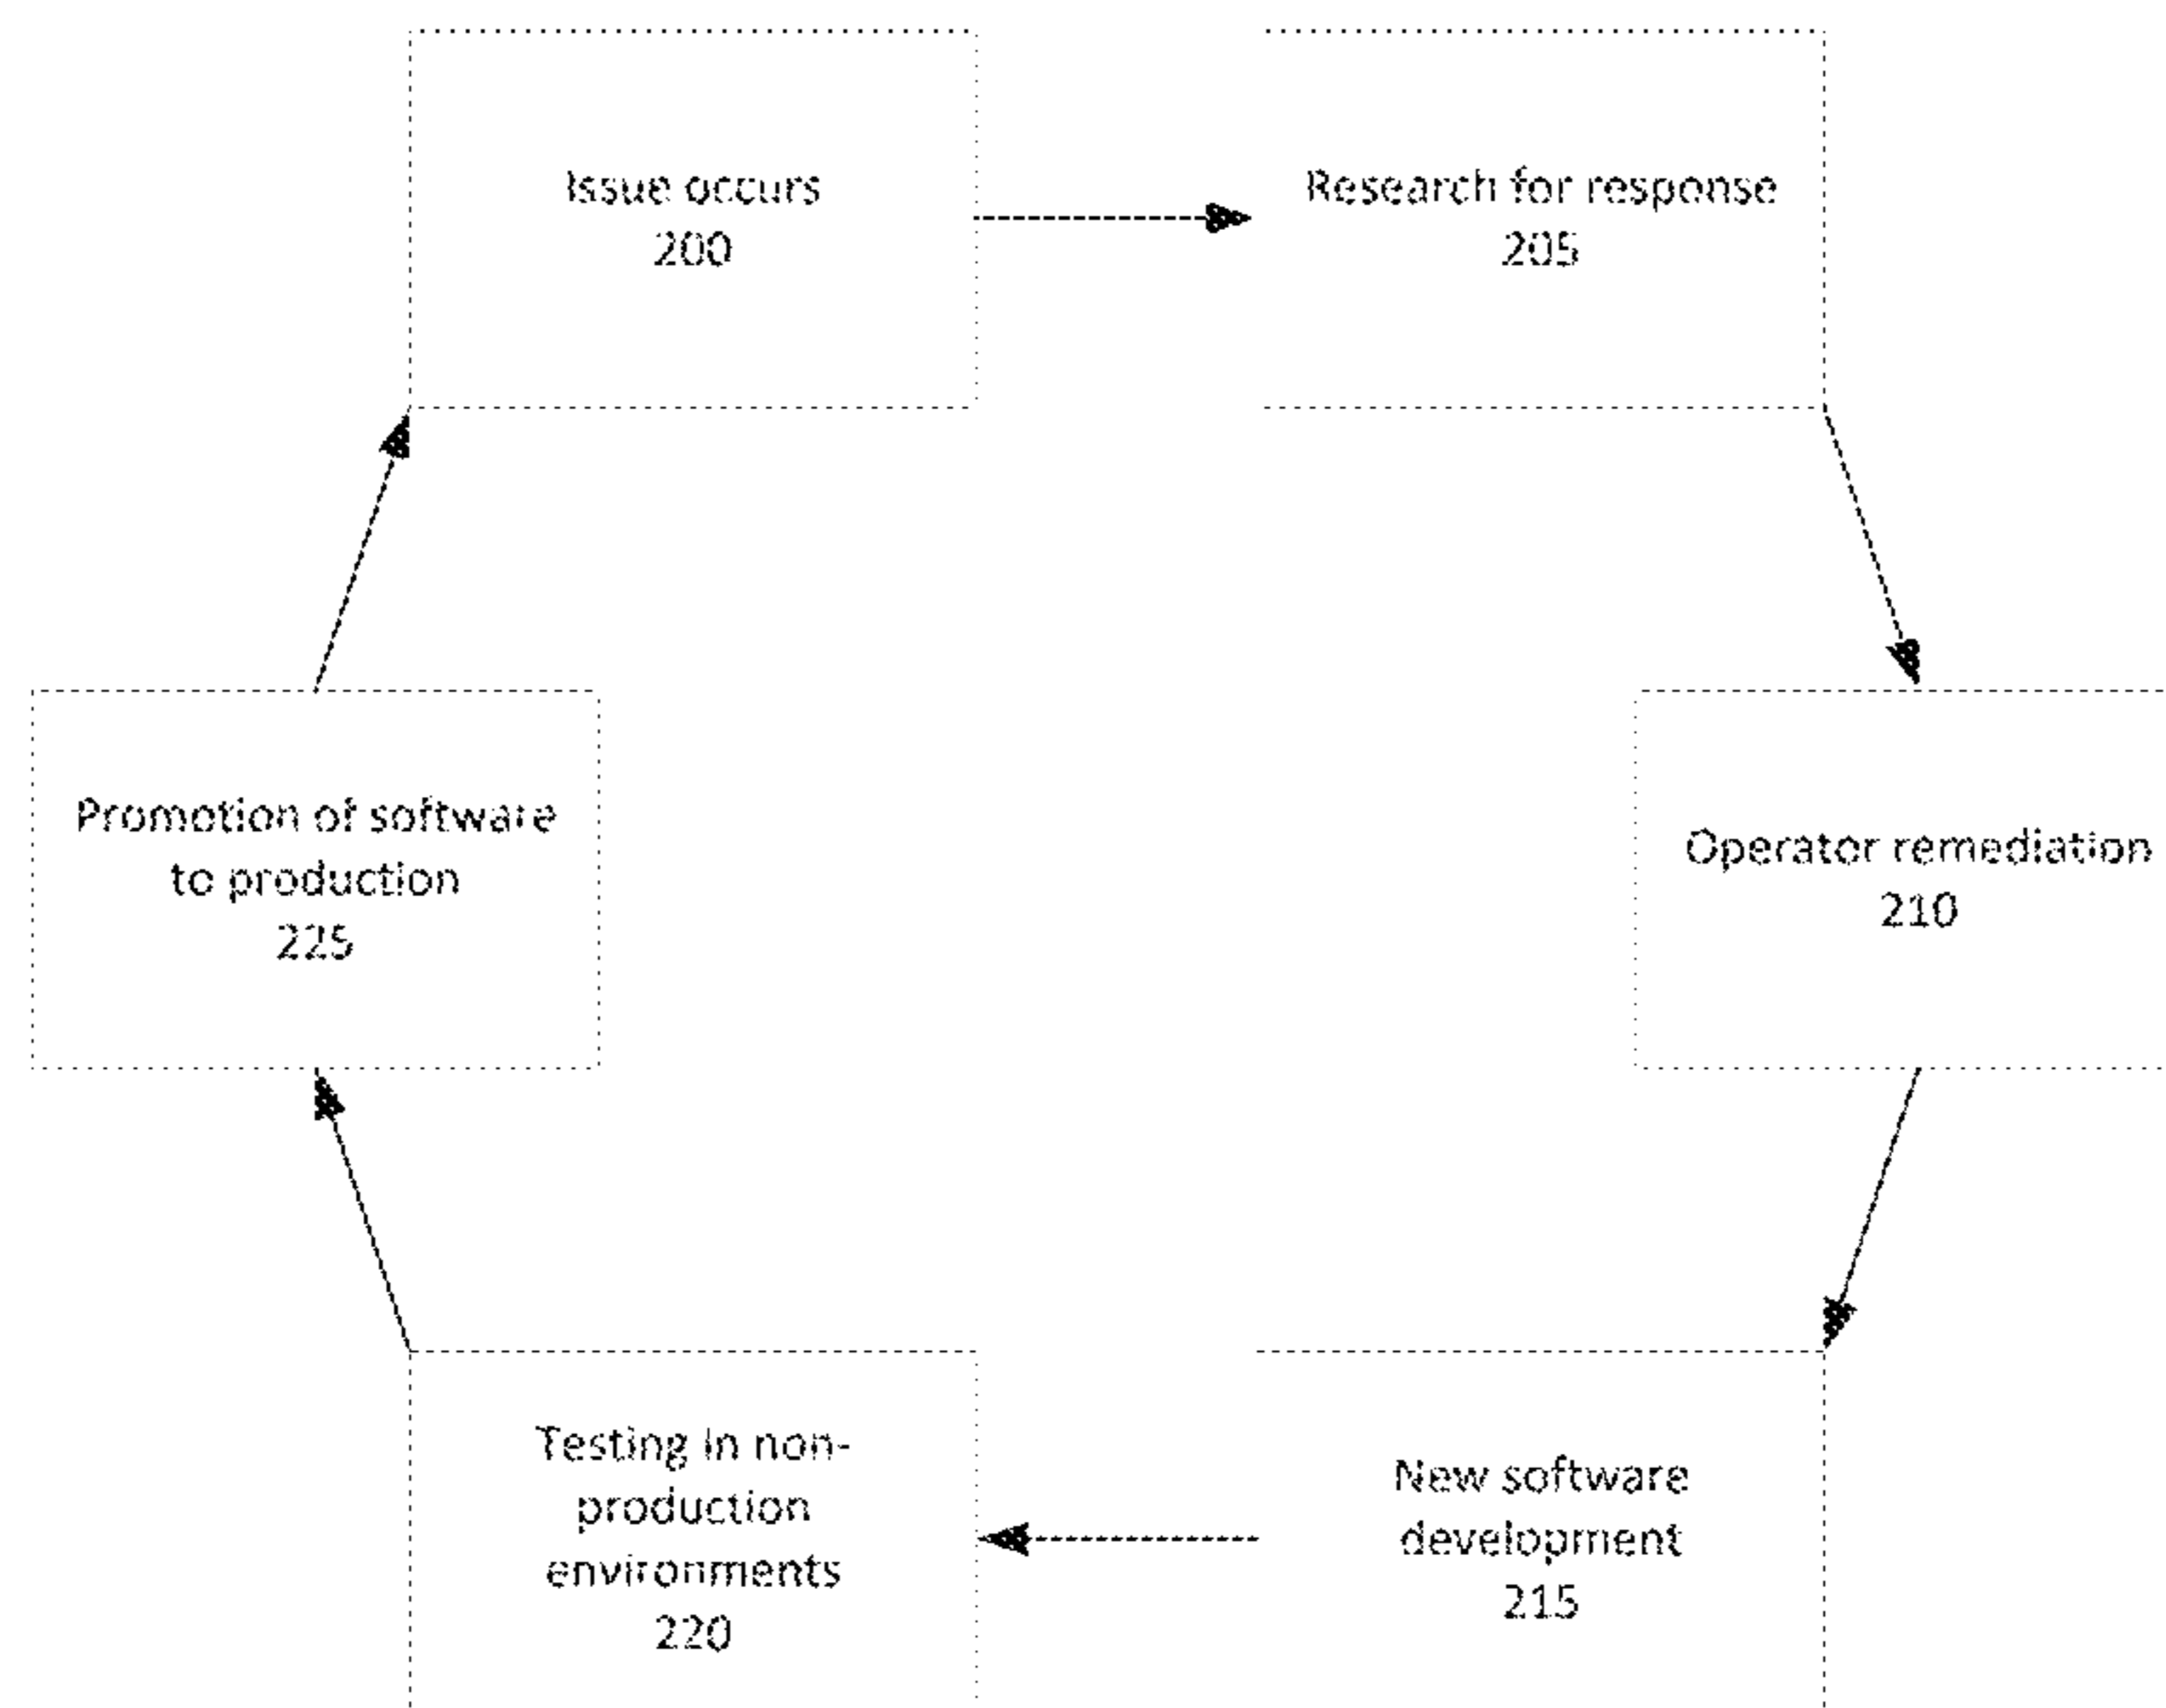 Issue occurs
200
Research for response
205
Operator remediation
210
New software
development
215
Testing in non-
production
environments
220
Promotion of software
to production
225